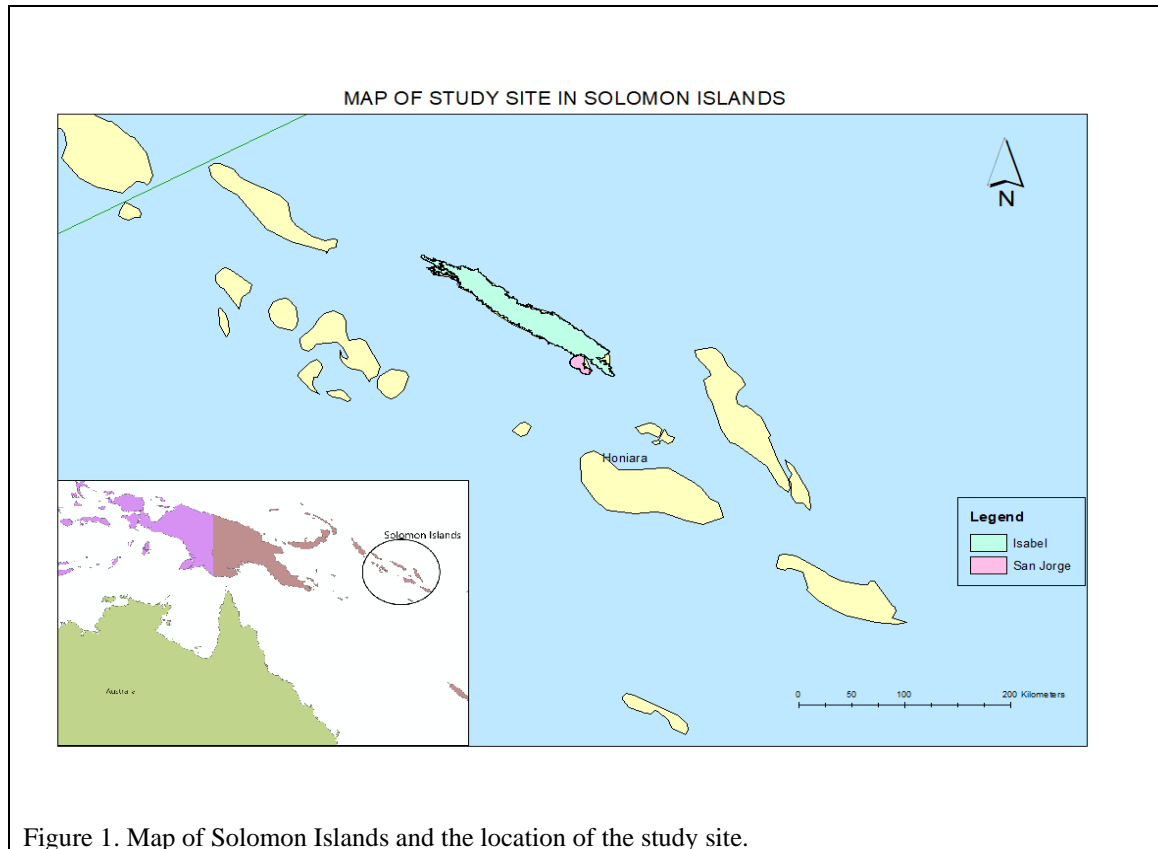 MAP OF STUDY SITE IN SOLOMON ISLANDS
N
Honiara
Solomon Islands
Legend
Isabel
San Jorge
Australia
0 50 100 200 Kilometers
Figure 1. Map of Solomon Islands and the location of the study site.